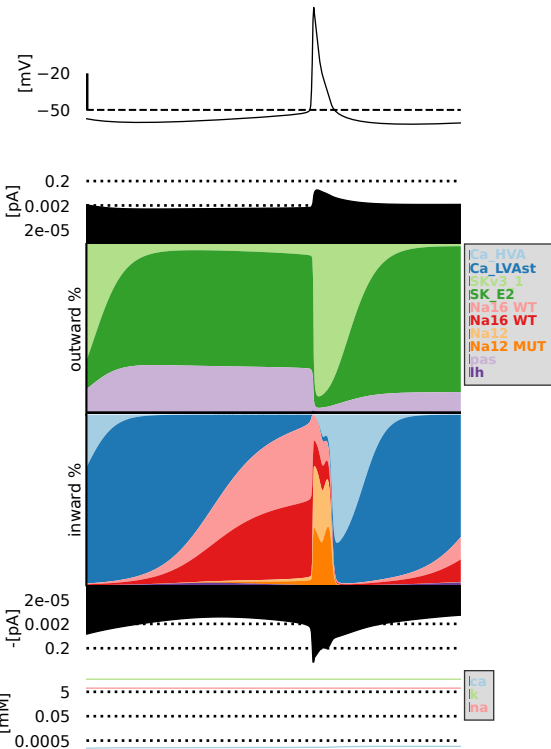 [mV]
−20
−50
[pA]
0.2
0.002
2e-05
outward %
Ca_HVA
Ca_LVAst
SKv3_1
SK_E2
Na16 WT
Na16 WT
Na12
Na12 MUT
pas
Ih
inward %
-[pA]
2e-05
0.002
0.2
[mM]
5
0.05
0.0005
ca
k
na